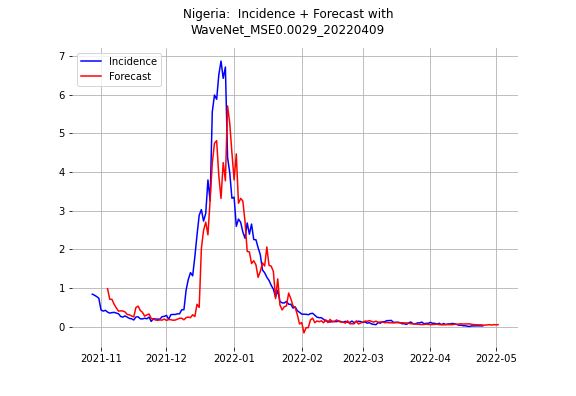 Nigeria:  Incidence + Forecast with
WaveNet_MSE0.0029_20220409
Incidence
Forecast
7
6
5
4
3
2
1
0
2021-11 2021-12 2022-01 2022-02 2022-03 2022-04 2022-05